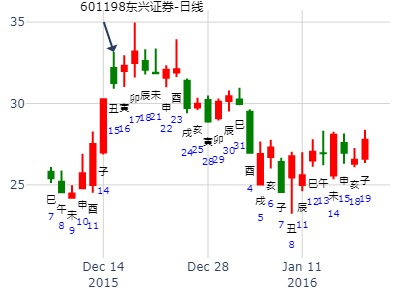 601198东兴证券-日线
35
30
25
巳 午 未 申 酉 子 丑 寅 卯 辰 未 申 酉 戌 亥 寅 卯 辰 巳 酉 戌 亥 子 丑 辰 巳 午 未 申 亥 子
7 8 9 10 11 14 15 16 17 18 21 22 23 24 25 28 29 30 31 4 5 6 7 8 11 12 13 14 15 18 19
Dec 14 Dec 28 Jan 11
2015 2016